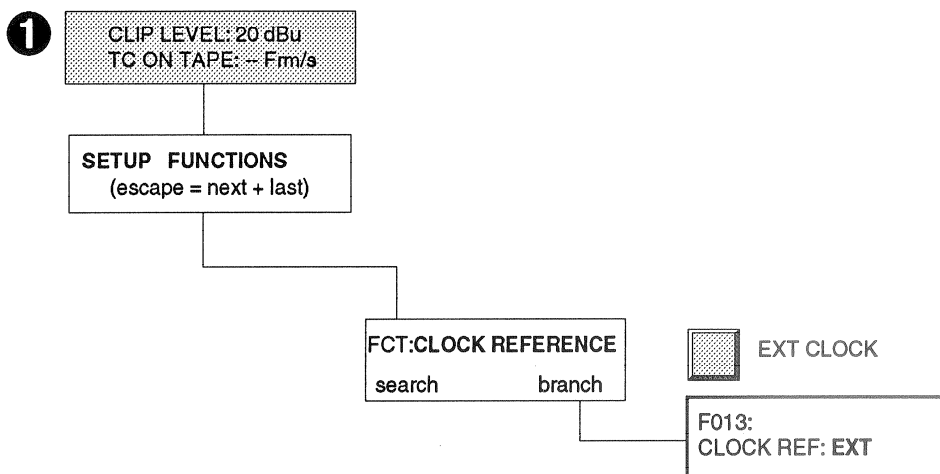 1
CLIP LEVEL: 20 dBu
TC ON TAPE: -- Frm/s
SETUP FUNCTIONS
(escape = next + last)
FCT:CLOCK REFERENCE
search branch
EXT CLOCK
F013:
CLOCK REF: EXT